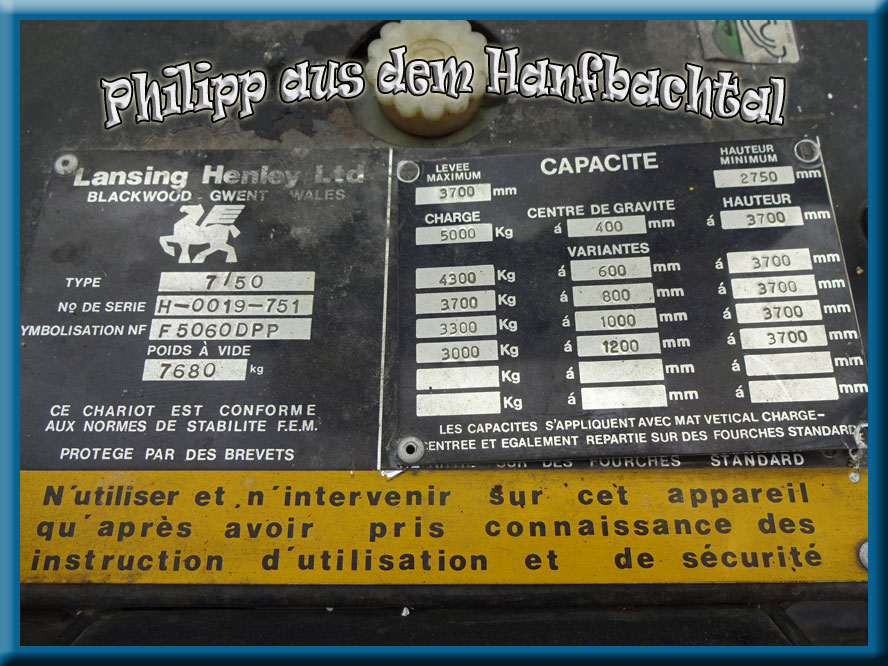 Philipp aus dem Hanfbachtal
Lansing Henley Ltd
BLACKWOOD - GWENT WALES
TYPE 7/50
Nº DE SERIE H-0019-751
YMBOLISATION NF F5060DPP
POIDS À VIDE
7680 kg
CE CHARIOT EST CONFORME
AUX NORMES DE STABILITE F.E.M.
PROTEGE PAR DES BREVETS
LEVEE MAXIMUM
3700 mm
CAPACITE
HAUTEUR MINIMUM
2750 mm
CHARGE
CENTRE DE GRAVITE
HAUTEUR
5000 Kg á 400 mm á 3700 mm
VARIANTES
4300 Kg á 600 mm á 3700 mm
3700 Kg á 800 mm á 3700 mm
3300 Kg á 1000 mm á 3700 mm
3000 Kg á 1200 mm á 3700 mm
Kg á mm á mm
Kg á mm á mm
LES CAPACITES S'APPLIQUENT AVEC MAT VETICAL CHARGE-
CENTREE ET EGALEMENT REPARTIE SUR DES FOURCHES STANDARD
SUR DES FOURCHES STANDARD
N'utiliser et n'intervenir sur cet appareil
qu'après avoir pris connaissance des
instruction d'utilisation et de sécurité